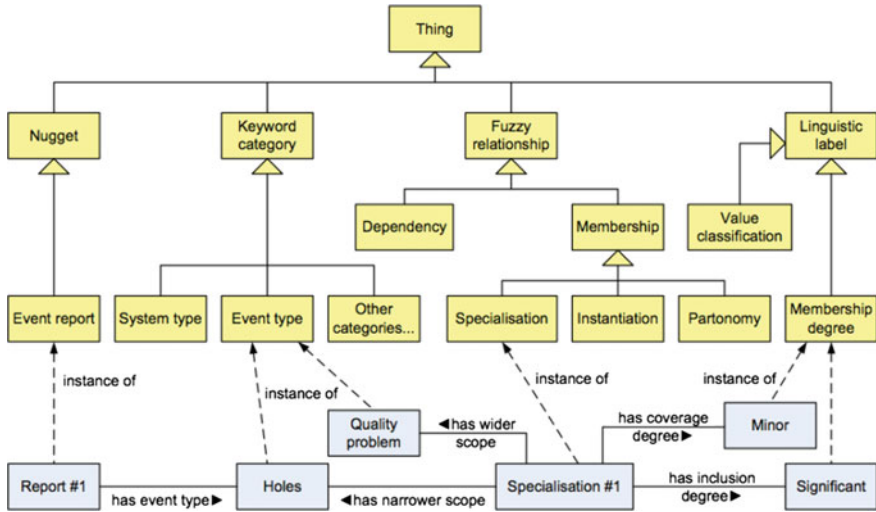 Thing
Nugget
Keyword
category
Fuzzy
relationship
Linguistic
label
Dependency
Membership
Value
classification
Event report
System type
Event type
Other
categories...
Specialisation
Instantiation
Partonomy
Membership
degree
instance of
instance of
instance of
instance of
Quality
problem
◄has wider
scope
has coverage
degree►
Minor
Report #1
has event type►
Holes
◄has narrower scope
Specialisation #1
has inclusion
degree►
Significant